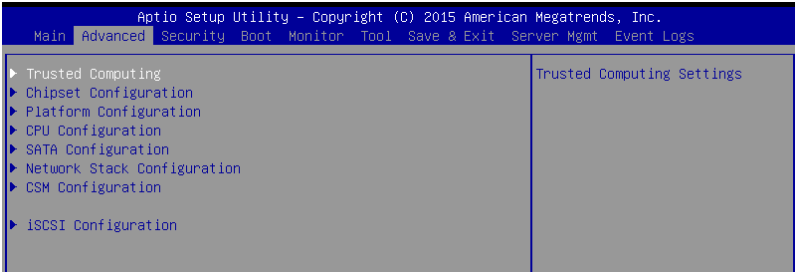 Aptio Setup Utility – Copyright (C) 2015 American Megatrends, Inc.
Main Advanced Security Boot Monitor Tool Save & Exit Server Mgmt Event Logs
Trusted Computing
Chipset Configuration
Platform Configuration
CPU Configuration
SATA Configuration
Network Stack Configuration
CSM Configuration
iSCSI Configuration
Trusted Computing Settings